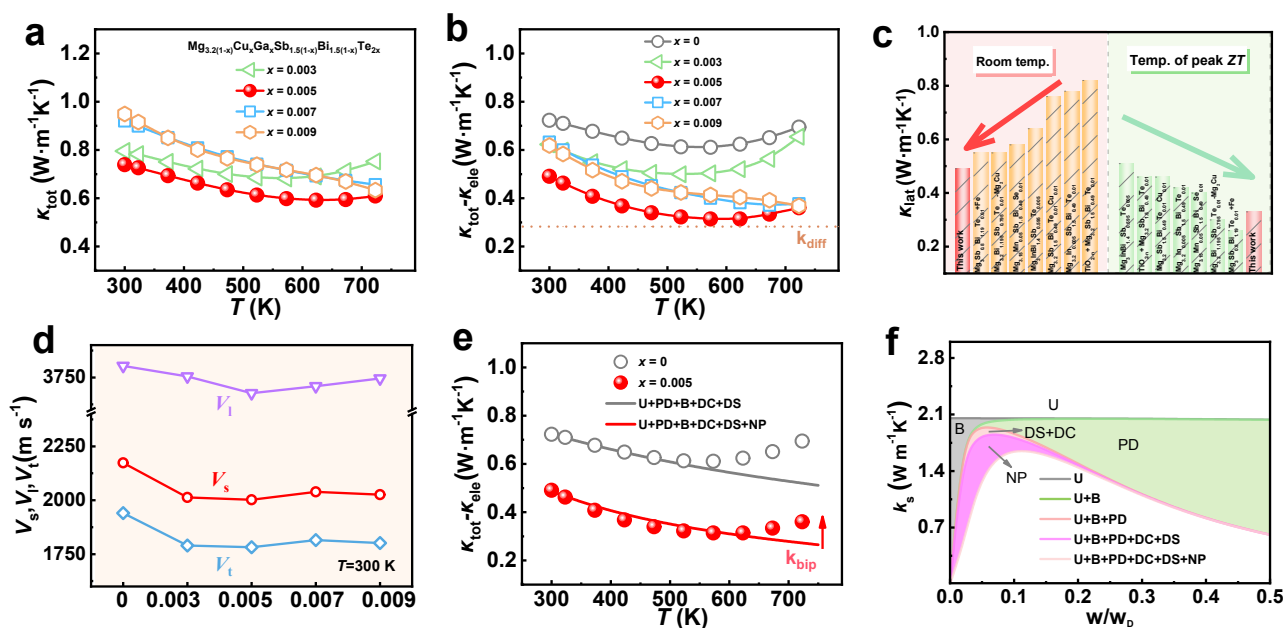 a
κtot (W·m-1K-1)
1.2
1.0
0.8
0.6
0.4
Mg3.2(1-x)CuxGaxSb1.5(1-x)Bi1.5(1-x)Te2x
x = 0.003
x = 0.005
x = 0.007
x = 0.009
300 400 500 600 700
T (K)
b
κtot-κele (W·m-1K-1)
1.0
0.8
0.6
0.4
0.2
x = 0
x = 0.003
x = 0.005
x = 0.007
x = 0.009
kdiff
300 400 500 600 700
T (K)
c
κlat (W·m-1K-1)
1.0
0.8
0.6
0.4
0.2
Room temp.
Temp. of peak ZT
This work
This work
d
Vs, Vl, Vt(m s-1)
3750
2250
2000
1750
Vl
Vs
Vt
T=300 K
0 0.003 0.005 0.007 0.009
e
κtot-κele (W·m-1K-1)
1.0
0.8
0.6
0.4
0.2
x = 0
x = 0.005
U+PD+B+DC+DS
U+PD+B+DC+DS+NP
kbip
300 400 500 600 700
T (K)
f
ks (W m-1K-1)
2.8
2.1
1.4
0.7
U
B
DS+DC
PD
NP
U
U+B
U+B+PD
U+B+PD+DC+DS
U+B+PD+DC+DS+NP
0.0 0.1 0.2 0.3 0.4 0.5
w/wD